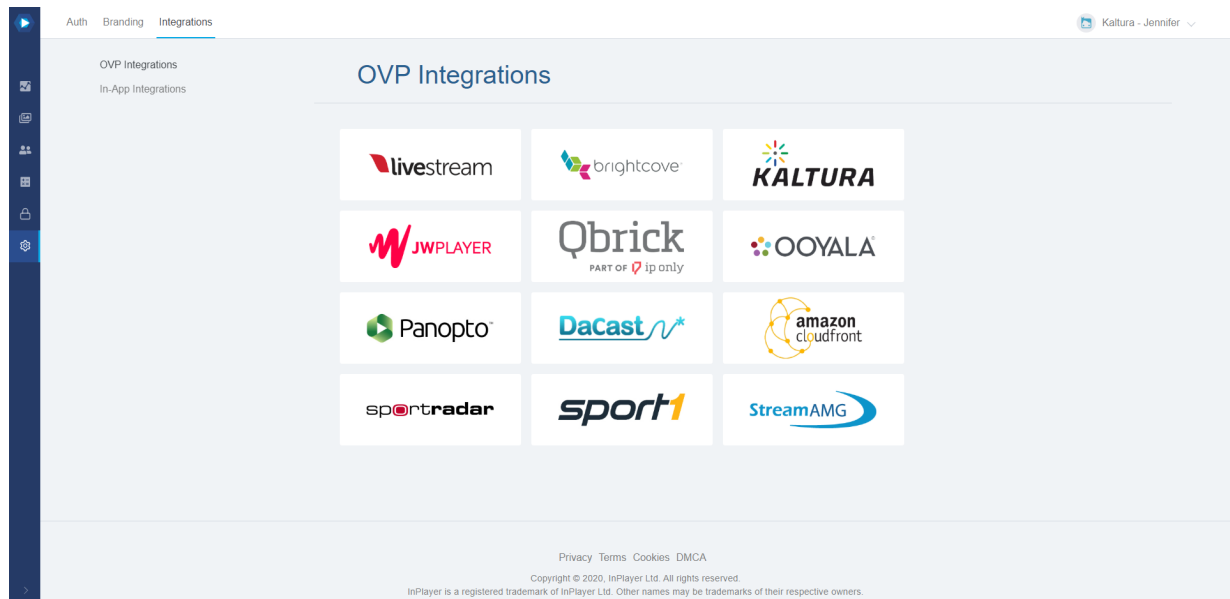 Auth Branding Integrations
Kaltura - Jennifer
OVP Integrations
In-App Integrations
OVP Integrations
livestream
brightcove
KALTURA
JWPLAYER
Qbrick
PART OF ip only
OOYALA
Panopto
DaCast
amazon
cloudfront
sportradar
sport1
StreamAMG
Privacy Terms Cookies DMCA
Copyright © 2020, InPlayer Ltd. All rights reserved.
InPlayer is a registered trademark of InPlayer Ltd. Other names may be trademarks of their respective owners.